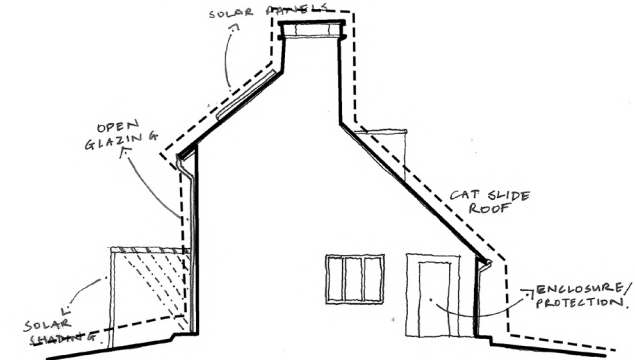 SOLAR PANELS
OPEN
GLAZING
CAT SLIDE
ROOF
ENCLOSURE/
PROTECTION.
SOLAR
SHADING.